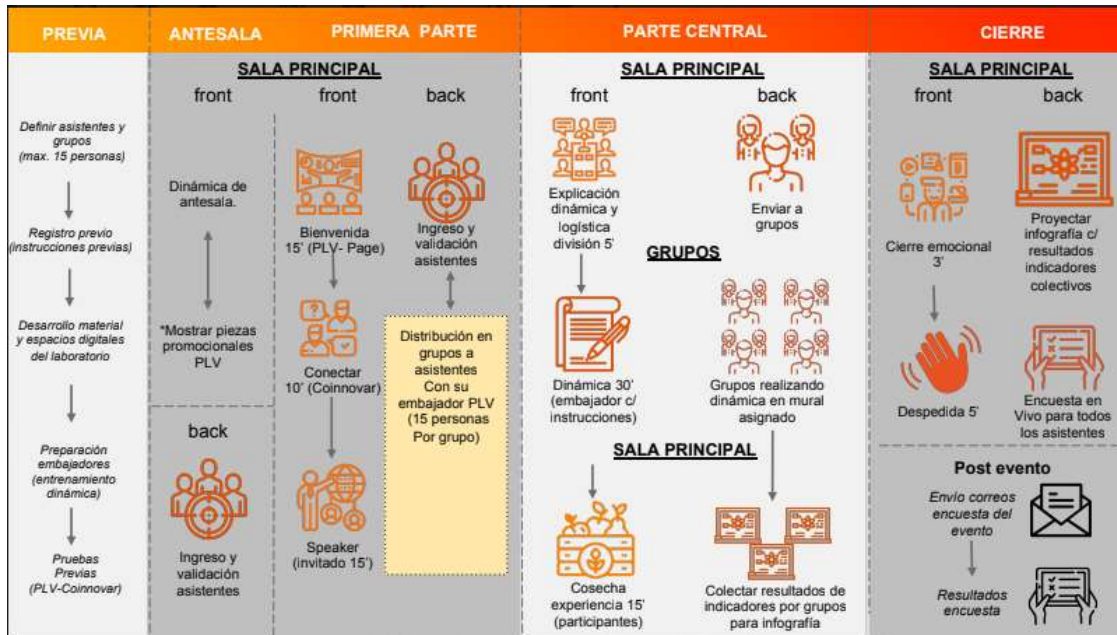 PREVIA
ANTESALA
PRIMERA PARTE
PARTE CENTRAL
CIERRE
Definir asistentes y
grupos
(max. 15 personas)
Registro previo
(instrucciones previas)
Desarrollo material
y espacios digitales
del laboratorio
Preparación
embajadores
(entrenamiento
dinámica)
Pruebas
Previas
(PLV-Coinnovar)
SALA PRINCIPAL
front
Dinámica de
antesala.
*Mostrar piezas
promocionales
PLV
back
Ingreso y
validación
asistentes
front
Bienvenida
15' (PLV- Page)
Conectar
10' (Coinnovar)
Speaker
(invitado 15')
back
Ingreso y
validación
asistentes
Distribución en
grupos a
asistentes
Con su
embajador PLV
(15 personas
Por grupo)
SALA PRINCIPAL
front
Explicación
dinámica y
logística
división 5'
back
Enviar a
grupos
GRUPOS
Dinámica 30'
(embajador c/
instrucciones)
Grupos realizando
dinámica en mural
asignado
SALA PRINCIPAL
Cosecha
experiencia 15'
(participantes)
Colectar resultados de
indicadores por grupos
para infografía
SALA PRINCIPAL
front
Cierre emocional
3'
Despedida 5'
back
Proyectar
infografía c/
resultados
indicadores
colectivos
Encuesta en
Vivo para todos
los asistentes
Post evento
Envío correos
encuesta del
evento
Resultados
encuesta